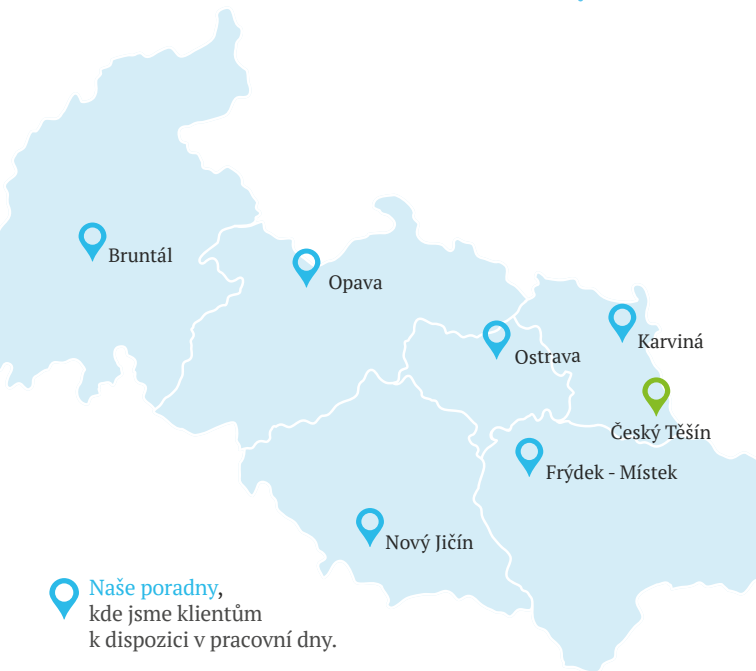 Bruntál
Opava
Karviná
Ostrava
Český Těšín
Frýdek - Místek
Nový Jičín
Naše poradny,
kde jsme klientům
k dispozici v pracovní dny.